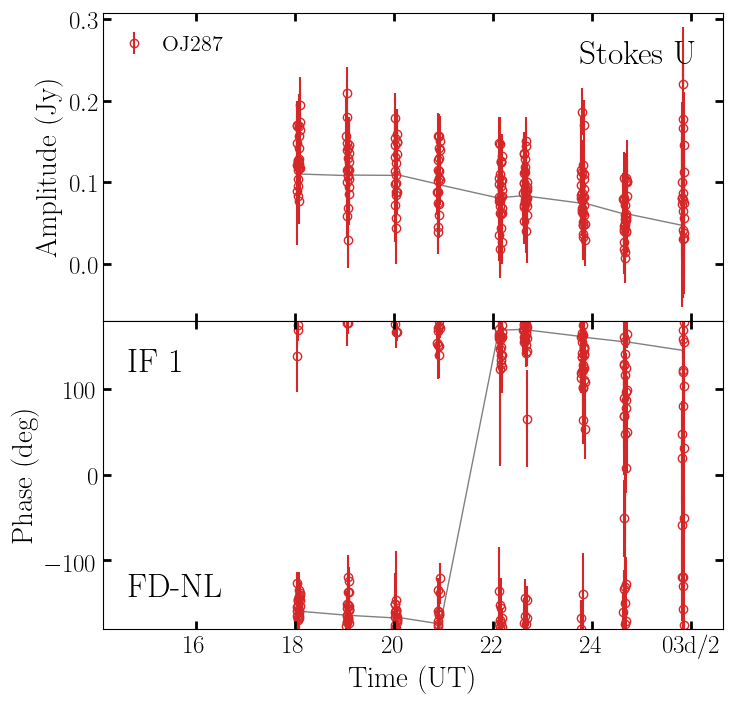 OJ287
Stokes U
0.3
0.2
0.1
0.0
Amplitude (Jy)
IF 1
100
0
−100
Phase (deg)
FD-NL
16 18 20 22 24 03d/2
Time (UT)